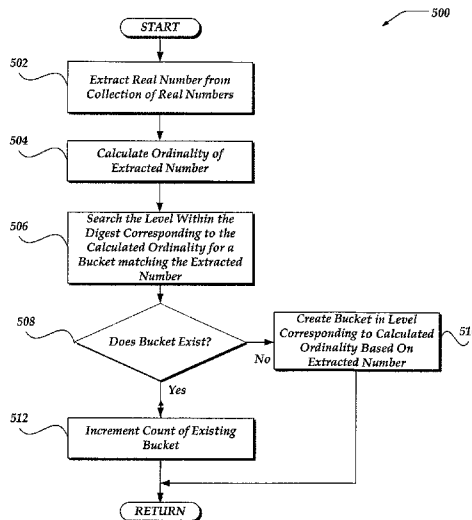 500
START
502
Extract Real Number from
Collection of Real Numbers
504
Calculate Ordinality of
Extracted Number
506
Search the Level Within the
Digest Corresponding to the
Calculated Ordinality for a
Bucket matching the Extracted
Number
508
Does Bucket Exist?
No
Create Bucket in Level
Corresponding to Calculated
Ordinality Based On
Extracted Number
51
Yes
512
Increment Count of Existing
Bucket
RETURN